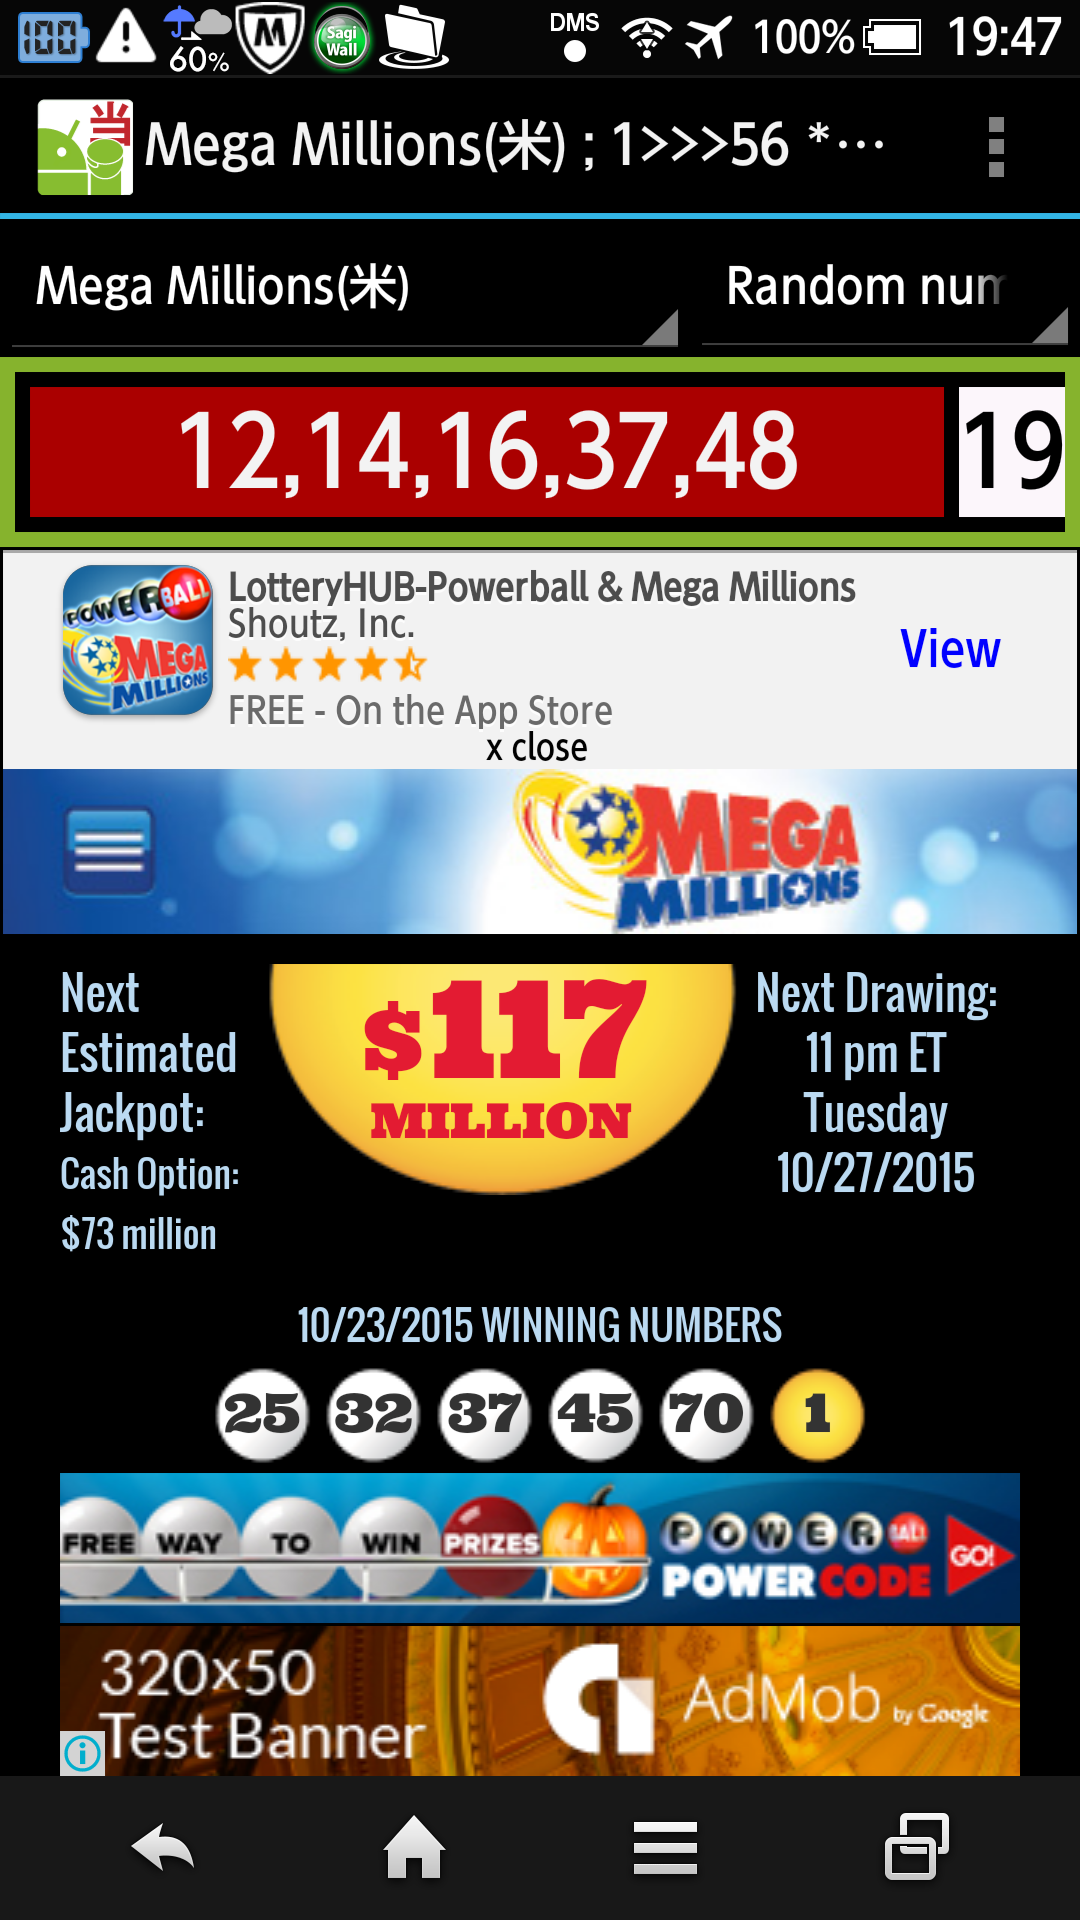 100 60% M Sagi Wall DMS 100% 19:47
当 Mega Millions(米) ; 1>>>56 *…
Mega Millions(米) Random num
12,14,16,37,48 19
POWERBALL
MEGA MILLIONS
LotteryHUB-Powerball & Mega Millions
Shoutz, Inc.
FREE - On the App Store
View
x close
MEGA
MILLIONS
Next
Estimated
Jackpot:
Cash Option:
$73 million
$117
MILLION
Next Drawing:
11 pm ET
Tuesday
10/27/2015
10/23/2015 WINNING NUMBERS
25 32 37 45 70 1
FREE WAY TO WIN PRIZES POWERBALL
POWERCODE GO!
320x50
Test Banner
AdMob by Google